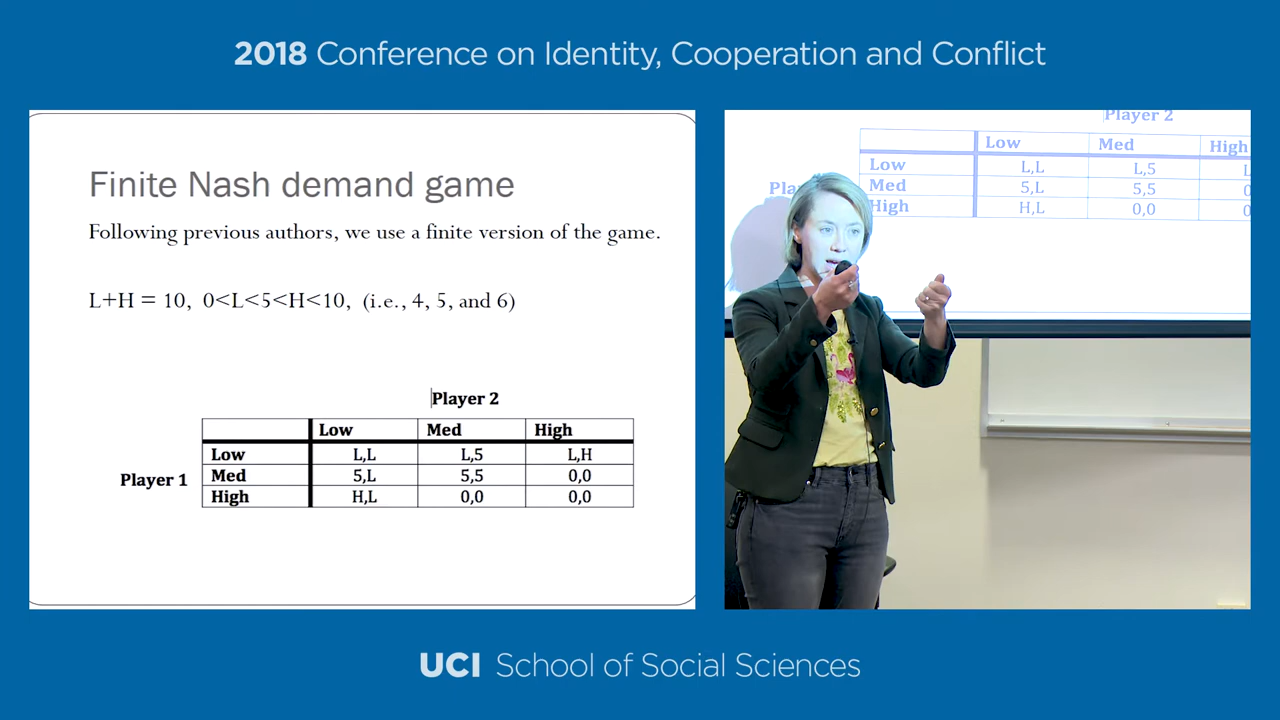 2018 Conference on Identity, Cooperation and Conflict
Finite Nash demand game
Following previous authors, we use a finite version of the game.
L+H = 10, 0<L<5<H<10, (i.e., 4, 5, and 6)
Player 2
Low Med High
Low L,L L,5 L,H
Player 1
Med 5,L 5,5 0,0
High H,L 0,0 0,0
Player 2
Low Med High
Low L,L L,5 L
Pla
Med 5,L 5,5 0
High H,L 0,0 0
UCI School of Social Sciences